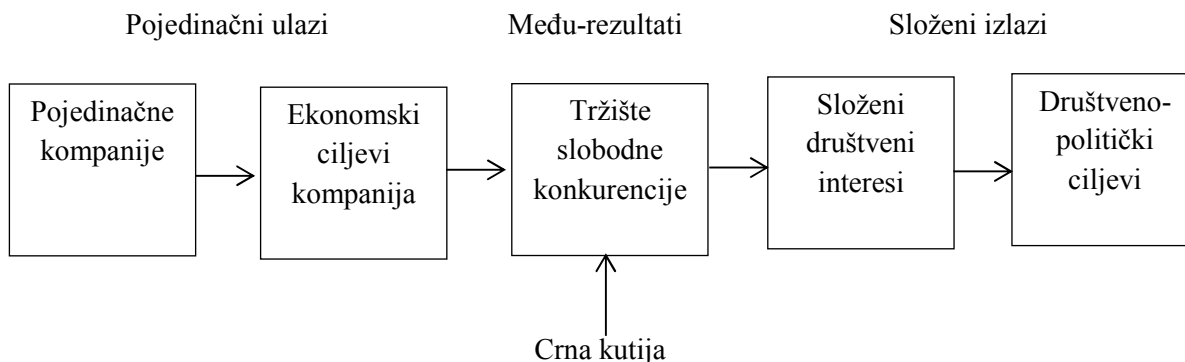 Pojedinačni ulazi
Među-rezultati
Složeni izlazi
Pojedinačne
kompanije
Ekonomski
ciljevi
kompanija
Tržište
slobodne
konkurencije
Složeni
društveni
interesi
Društveno-
politički
ciljevi
Crna kutija